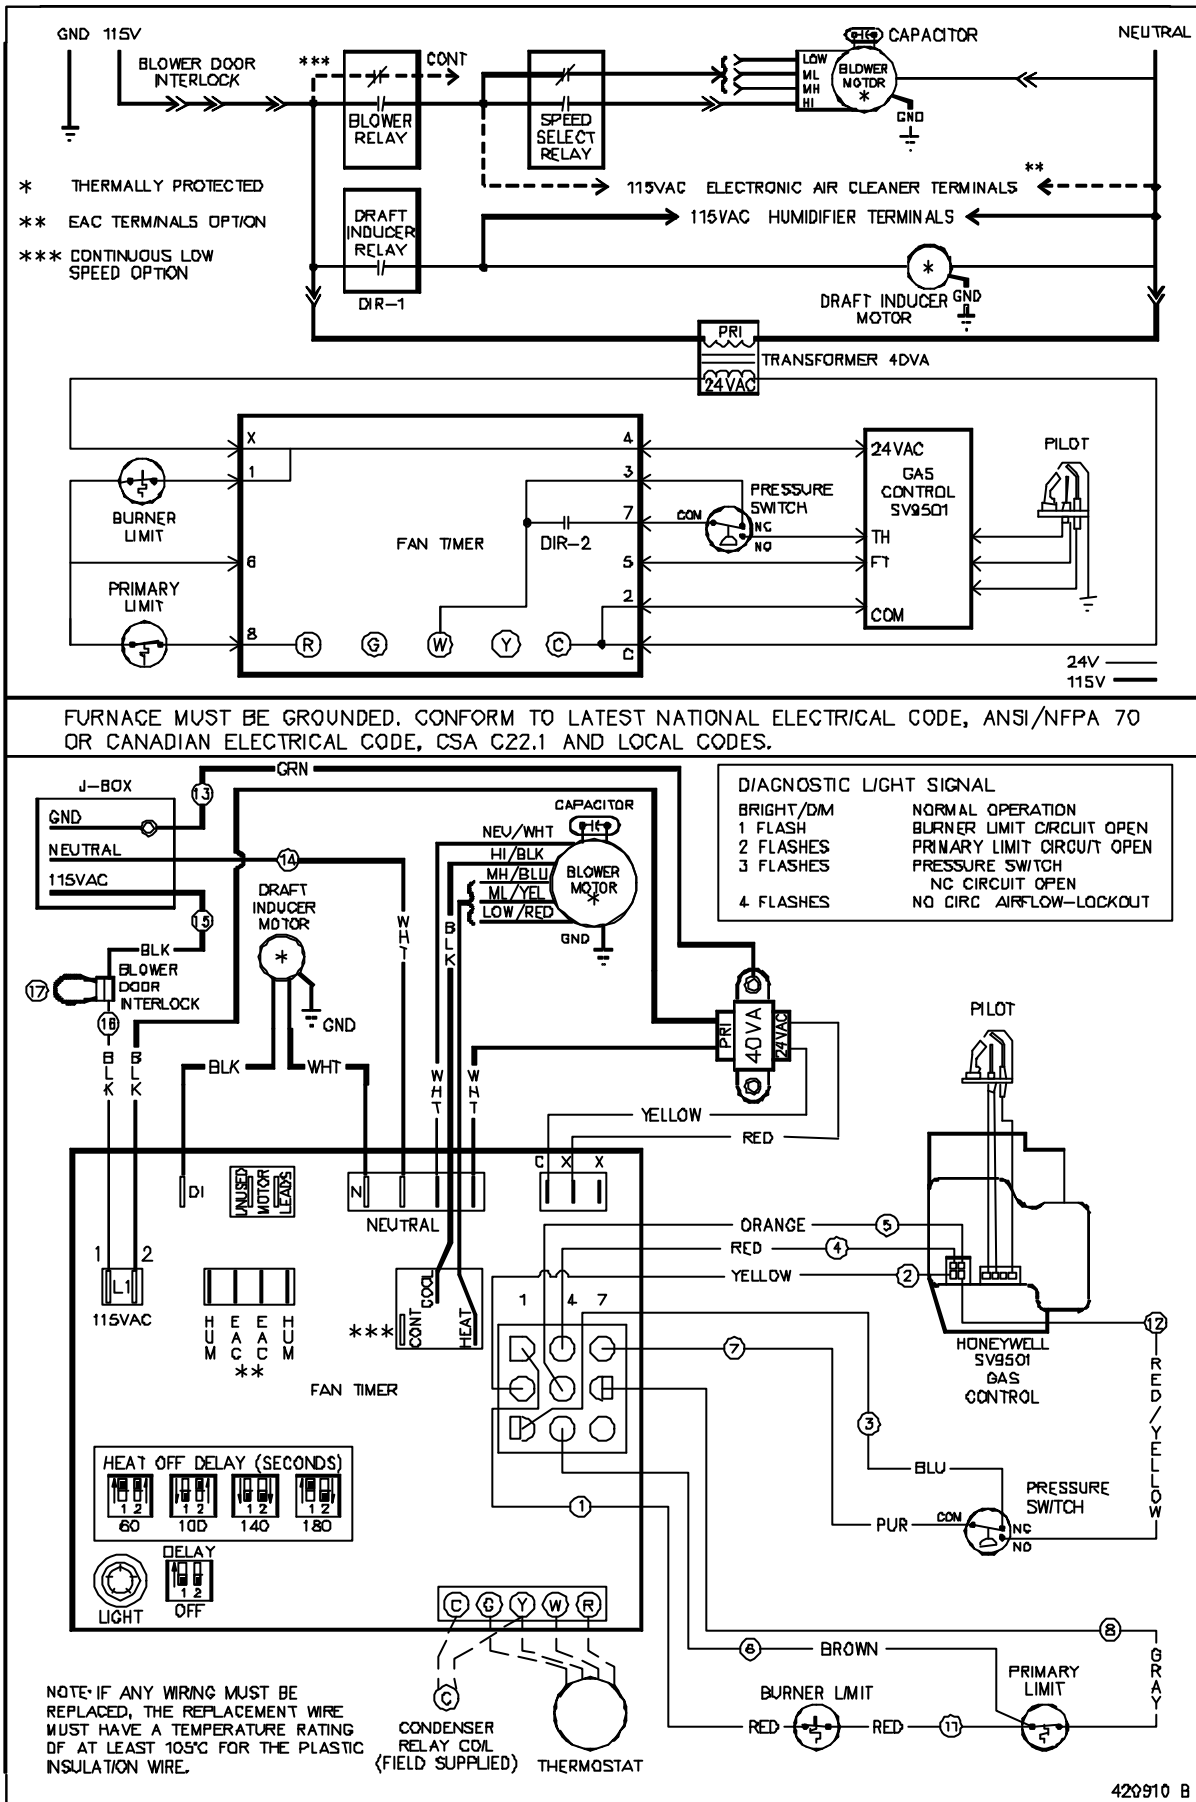 GND 115V
NEUTRAL
BLOWER DOOR
INTERLOCK
***
CONT
BLOWER
RELAY
SPEED
SELECT
RELAY
CAPACITOR
LOW
ML
MH
HI
BLOWER
MOTOR
*
GND
* THERMALLY PROTECTED
** EAC TERMINALS OPTION
*** CONTINUOUS LOW
SPEED OPTION
115VAC ELECTRONIC AIR CLEANER TERMINALS
**
115VAC HUMIDIFIER TERMINALS
DRAFT
INDUCER
RELAY
DIR-1
*
DRAFT INDUCER
MOTOR
GND
PRI
TRANSFORMER 40VA
24VAC
X
1
6
8
4
3
7
5
2
C
BURNER
LIMIT
PRIMARY
LIMIT
FAN TIMER
DIR-2
R
G
W
Y
C
PRESSURE
SWITCH
COM
NC
NO
24VAC
GAS
CONTROL
SV9501
TH
FT
COM
PILOT
24V
115V
FURNACE MUST BE GROUNDED. CONFORM TO LATEST NATIONAL ELECTRICAL CODE, ANSI/NFPA 70
OR CANADIAN ELECTRICAL CODE, CSA C22.1 AND LOCAL CODES.
J-BOX
GND
NEUTRAL
115VAC
GRN
13
14
15
DIAGNOSTIC LIGHT SIGNAL
BRIGHT/DIM NORMAL OPERATION
1 FLASH BURNER LIMIT CIRCUIT OPEN
2 FLASHES PRIMARY LIMIT CIRCUIT OPEN
3 FLASHES PRESSURE SWITCH
NC CIRCUIT OPEN
4 FLASHES NO CIRC AIRFLOW-LOCKOUT
CAPACITOR
NEU/WHT
HI/BLK
MH/BLU
ML/YEL
LOW/RED
BLOWER
MOTOR
*
GND
DRAFT
INDUCER
MOTOR
*
GND
BLK
BLOWER
DOOR
INTERLOCK
17
16
BLK
BLK
BLK
WHT
WHT
BLK
WHT
WHT
PRI
40VA
24VAC
YELLOW
RED
PILOT
DI
UNUSED
MOTOR
LEADS
N
NEUTRAL
C X X
1 2
L1
115VAC
HUM
EAC
EAC
HUM
**
***
CONT
COOL
HEAT
FAN TIMER
1 4 7
ORANGE
5
RED
4
YELLOW
2
7
3
12
HONEYWELL
SV9501
GAS
CONTROL
RED/YELLOW
BLU
PUR
COM
NC
NO
PRESSURE
SWITCH
1
HEAT OFF DELAY (SECONDS)
1 2
1 2
1 2
1 2
60 100 140 180
LIGHT
DELAY
1 2
OFF
C
G
Y
W
R
8
6
BROWN
GRAY
PRIMARY
LIMIT
BURNER LIMIT
RED
RED
11
C
CONDENSER
RELAY COIL
(FIELD SUPPLIED)
THERMOSTAT
NOTE: IF ANY WIRING MUST BE
REPLACED, THE REPLACEMENT WIRE
MUST HAVE A TEMPERATURE RATING
OF AT LEAST 105°C FOR THE PLASTIC
INSULATION WIRE.
420910 B